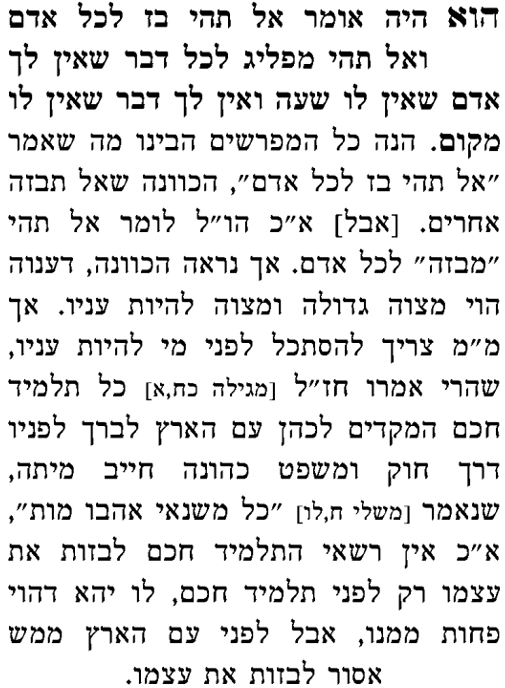 הוא היה אומר אל תהי בז לכל אדם
ואל תהי מפליג לכל דבר שאין לך
אדם שאין לו שעה ואין לך דבר שאין לו
מקום. הנה כל המפרשים הבינו מה שאמר
״אל תהי בז לכל אדם״, הכוונה שאל תבזה
אחרים. [אבל] א״כ הו״ל לומר אל תהי
״מבזה״ לכל אדם. אך נראה הכוונה, דענוה
הוי מצוה גדולה ומצוה להיות עניו. אך
מ״מ צריך להסתכל לפני מי להיות עניו,
שהרי אמרו חז״ל [מגילה כח,א] כל תלמיד
חכם המקדים לכהן עם הארץ לברך לפניו
דרך חוק ומשפט כהונה חייב מיתה,
שנאמר [משלי ח,לו] ״כל משנאי אהבו מות״,
א״כ אין רשאי התלמיד חכם לבזות את
עצמו רק לפני תלמיד חכם, לו יהא דהוי
פחות ממנו, אבל לפני עם הארץ ממש
אסור לבזות את עצמו.